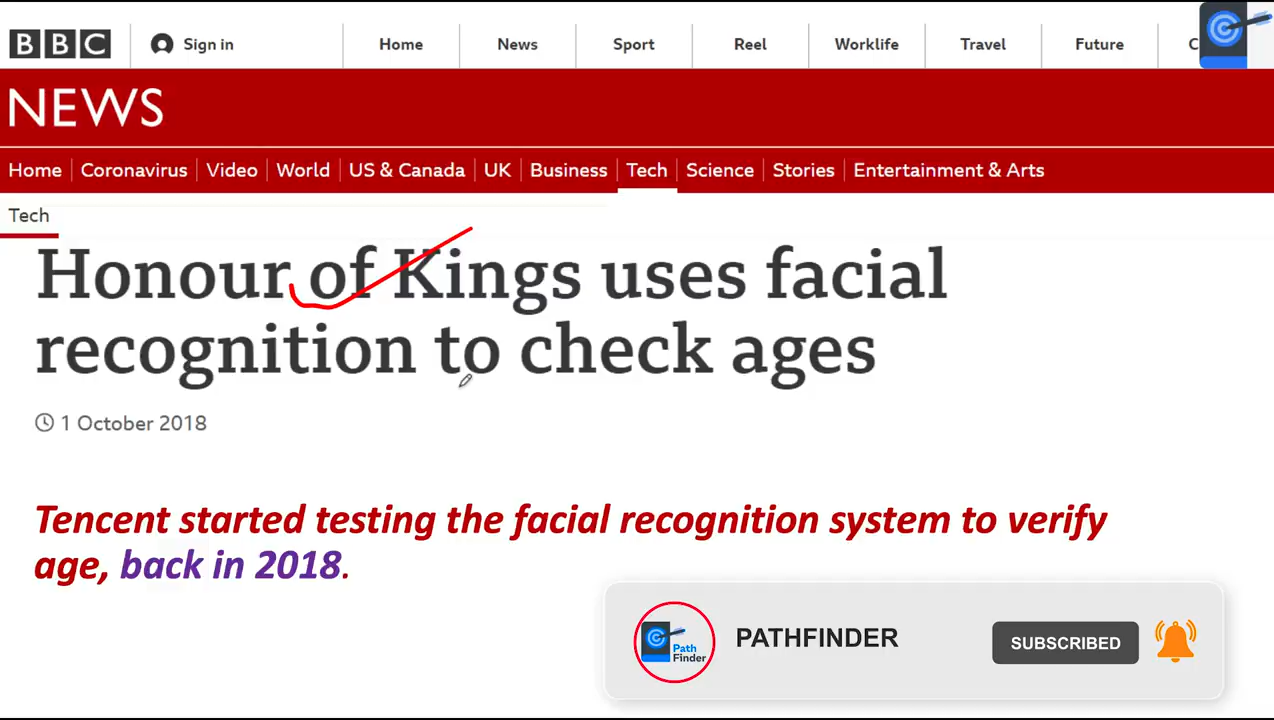 BBC Sign in Home News Sport Reel Worklife Travel Future
NEWS
Home Coronavirus Video World US & Canada UK Business Tech Science Stories Entertainment & Arts
Tech
Honour of Kings uses facial
recognition to check ages
1 October 2018
Tencent started testing the facial recognition system to verify
age, back in 2018.
Path
Finder
PATHFINDER
SUBSCRIBED